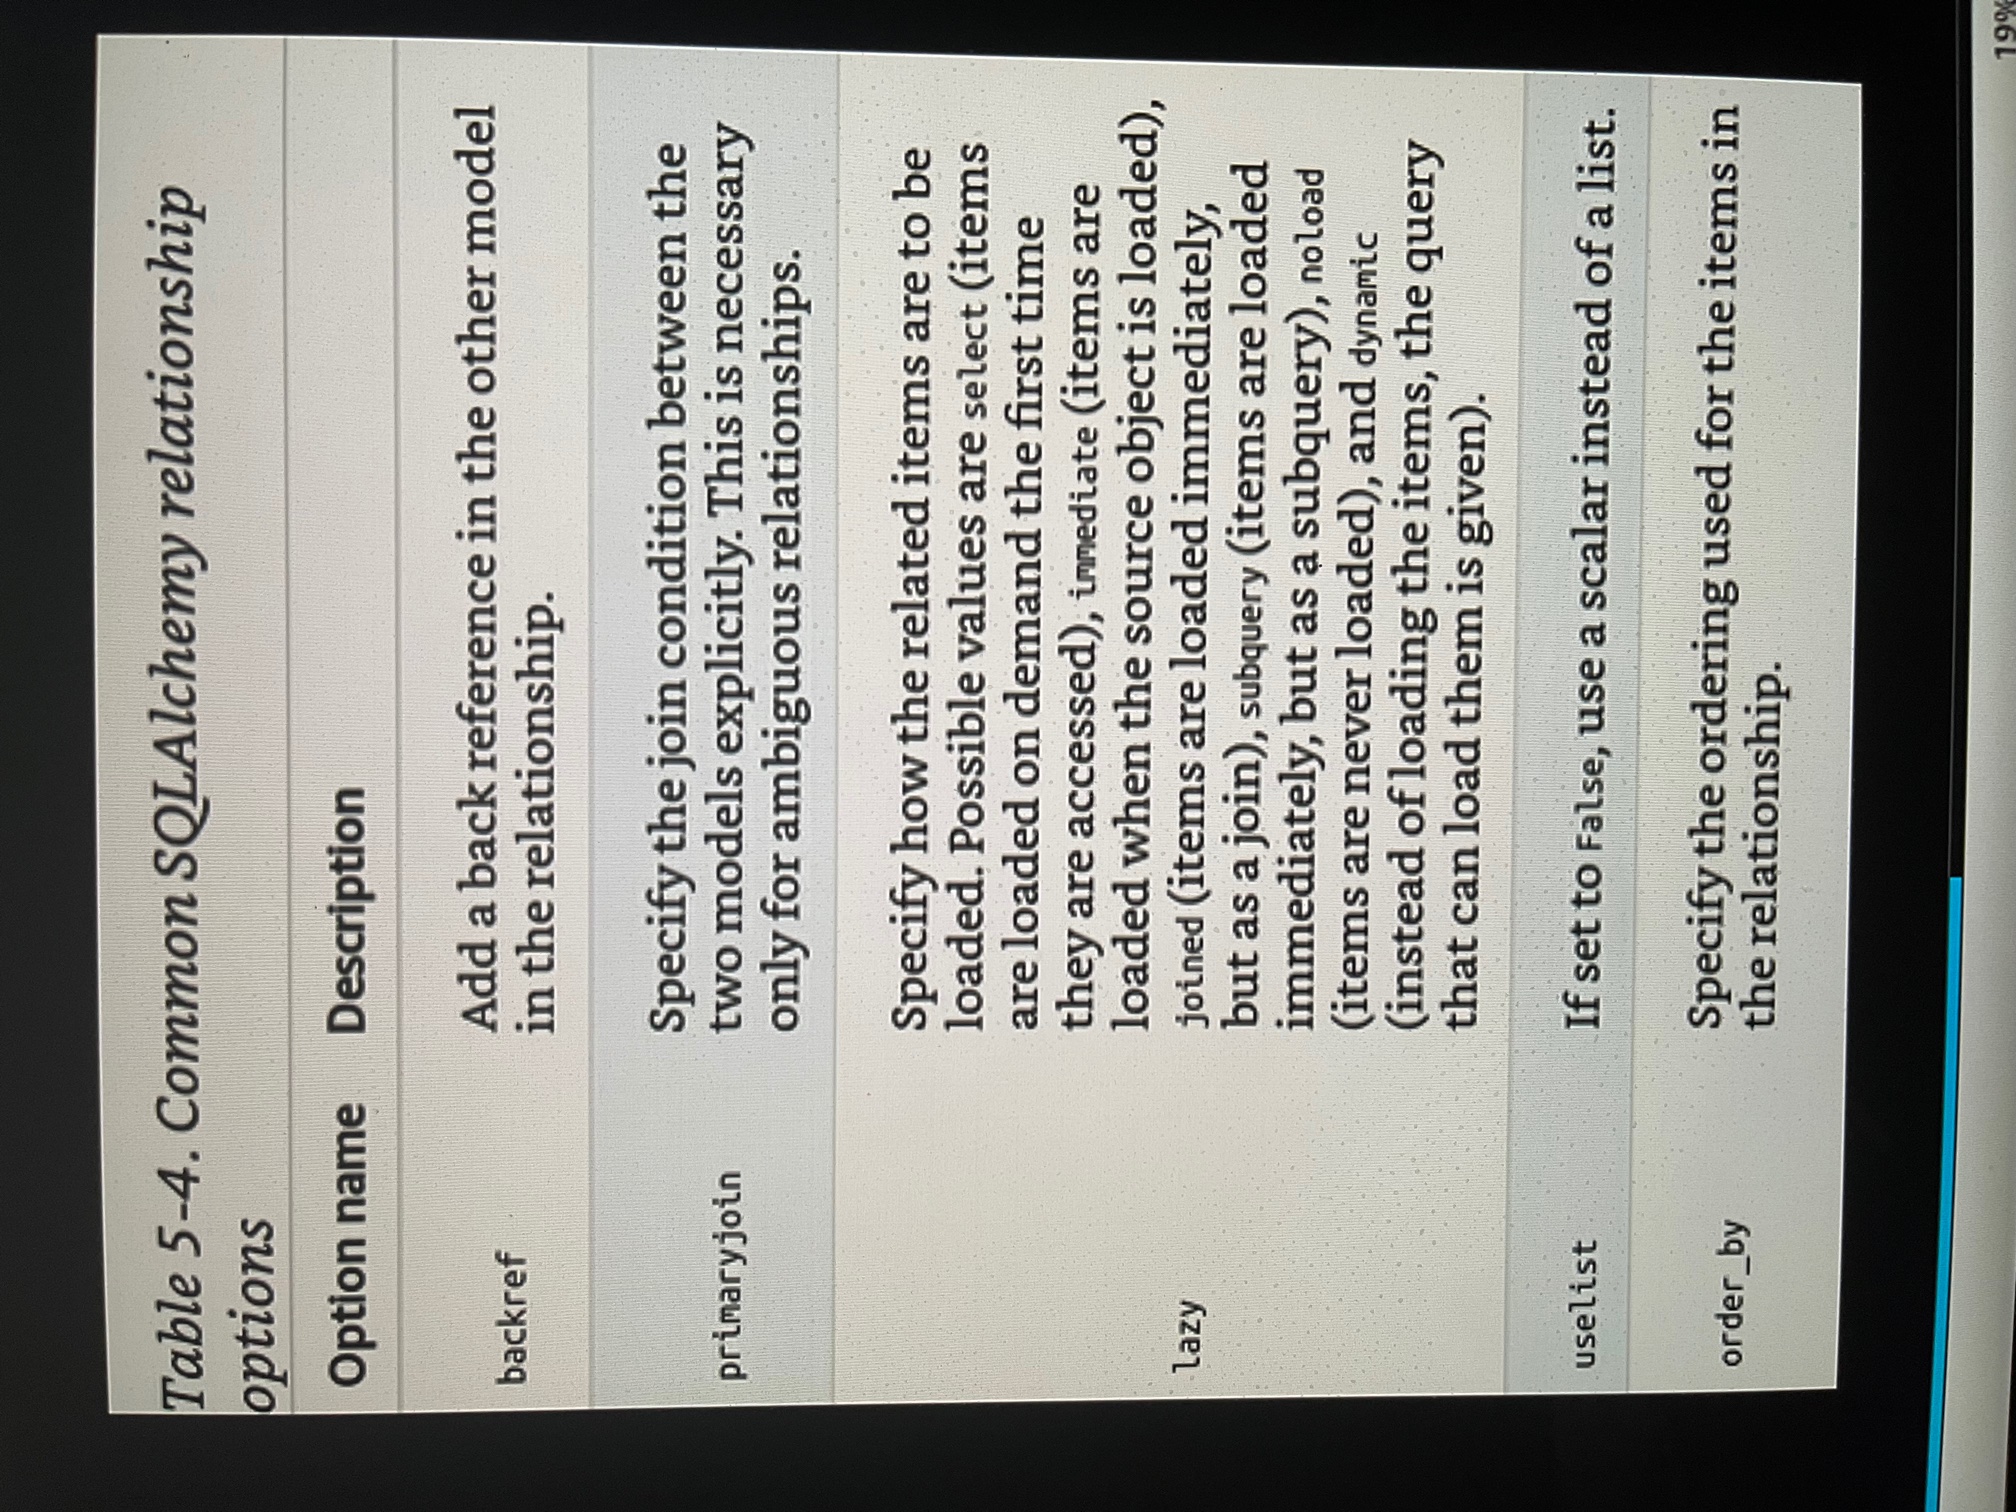 Table 5-4. Common SQLAlchemy relationship
options
Option name Description
backref
Add a back reference in the other model
in the relationship.
primaryjoin
Specify the join condition between the
two models explicitly. This is necessary
only for ambiguous relationships.
lazy
Specify how the related items are to be
loaded. Possible values are select (items
are loaded on demand the first time
they are accessed), immediate (items are
loaded when the source object is loaded),
joined (items are loaded immediately,
but as a join), subquery (items are loaded
immediately, but as a subquery), noload
(items are never loaded), and dynamic
(instead of loading the items, the query
that can load them is given).
uselist
If set to False, use a scalar instead of a list.
order_by
Specify the ordering used for the items in
the relationship.
19%